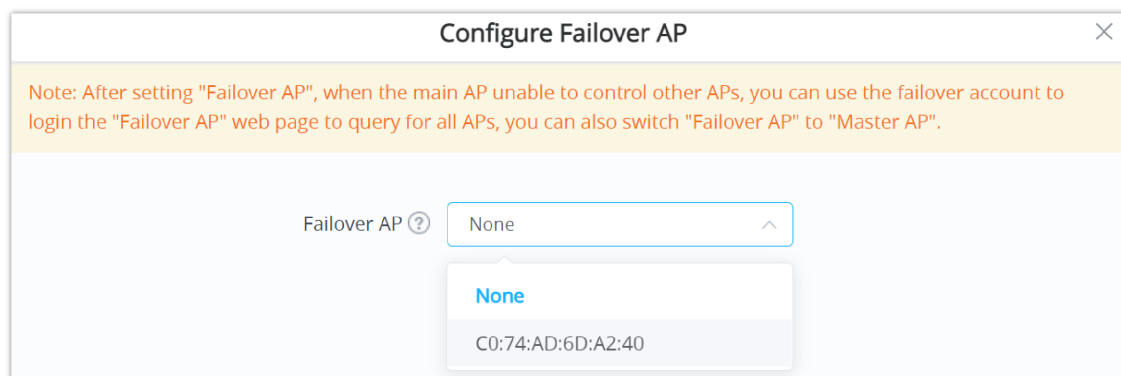 Configure Failover AP
Note: After setting "Failover AP", when the main AP unable to control other APs, you can use the failover account to
login the "Failover AP" web page to query for all APs, you can also switch "Failover AP" to "Master AP".
Failover AP ? None
None
C0:74:AD:6D:A2:40